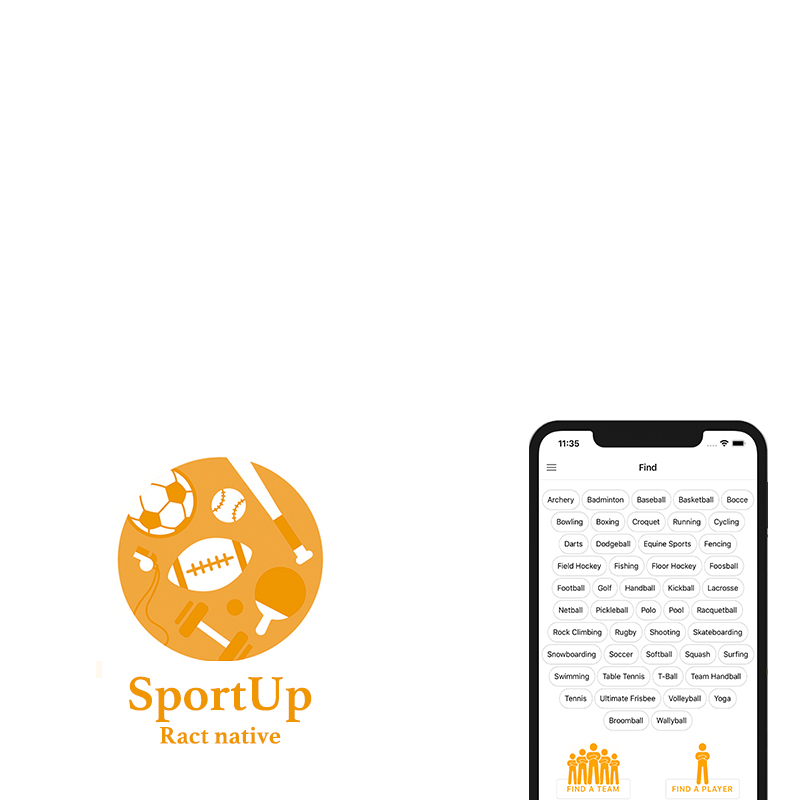 SportUp
Ract native
11:35
Find
Archery Badminton Baseball Basketball Bocce
Bowling Boxing Croquet Running Cycling
Darts Dodgeball Equine Sports Fencing
Field Hockey Fishing Floor Hockey Foosball
Football Golf Handball Kickball Lacrosse
Netball Pickleball Polo Pool Racquetball
Rock Climbing Rugby Shooting Skateboarding
Snowboarding Soccer Softball Squash Surfing
Swimming Table Tennis T-Ball Team Handball
Tennis Ultimate Frisbee Volleyball Yoga
Broomball Wallyball
FIND A TEAM FIND A PLAYER